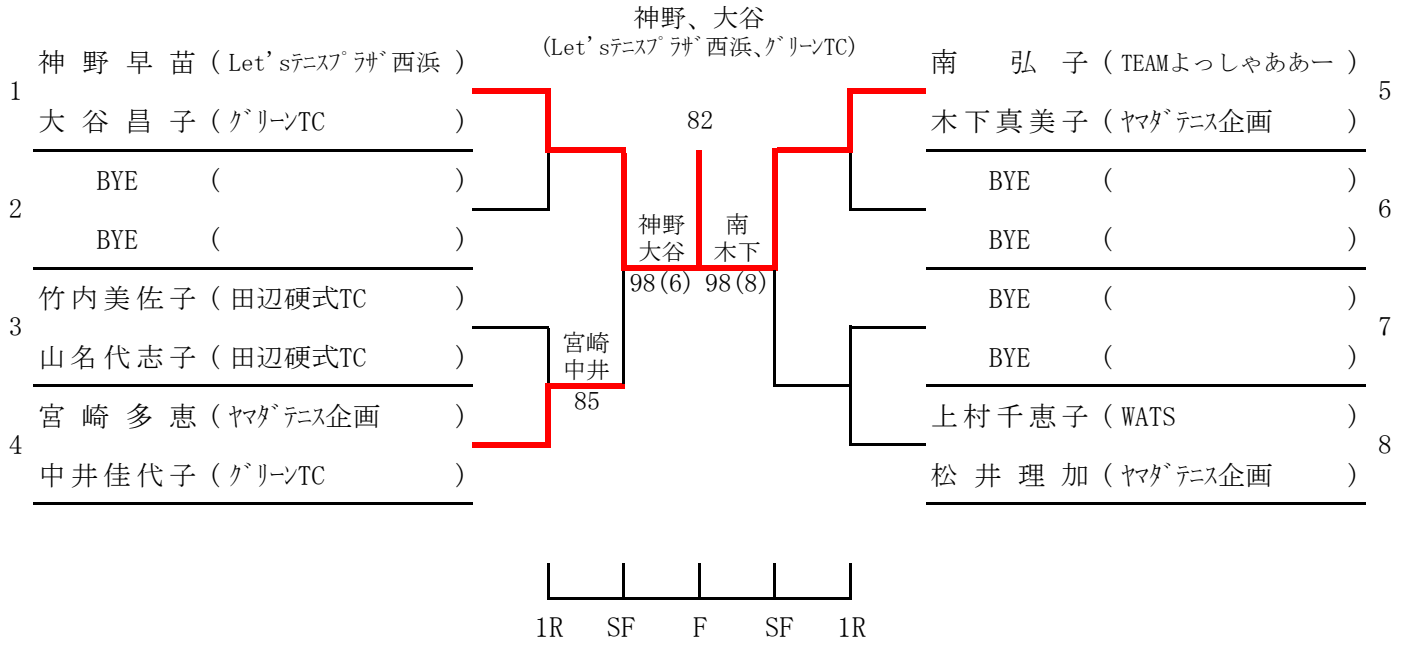 神野、大谷
(Let'sﾃﾆｽﾌﾟﾗｻﾞ西浜、ｸﾞﾘｰﾝTC)
1
神野早苗 ( Let'sﾃﾆｽﾌﾟﾗｻﾞ西浜 )
大谷昌子 ( ｸﾞﾘｰﾝTC )
2
BYE ( )
BYE ( )
3
竹内美佐子 ( 田辺硬式TC )
山名代志子 ( 田辺硬式TC )
4
宮崎多恵 ( ﾔﾏﾀﾞﾃﾆｽ企画 )
中井佳代子 ( ｸﾞﾘｰﾝTC )
宮崎
中井
85
82
神野
大谷
98(6)
南
木下
98(8)
南 弘子 ( TEAMよっしゃああー )
木下真美子 ( ﾔﾏﾀﾞﾃﾆｽ企画 )
5
BYE ( )
BYE ( )
6
BYE ( )
BYE ( )
7
上村千恵子 ( WATS )
松井理加 ( ﾔﾏﾀﾞﾃﾆｽ企画 )
8
1R SF F SF 1R